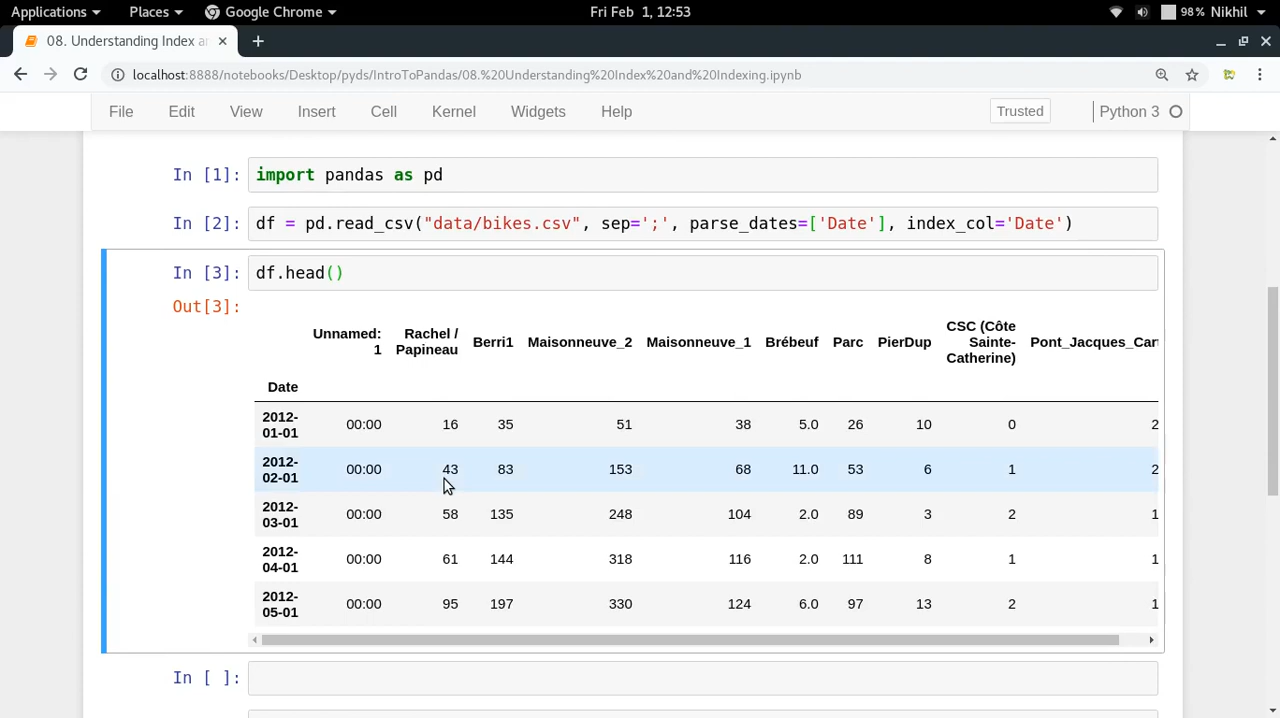 Applications Places Google Chrome Fri Feb 1, 12:53 98% Nikhil
08. Understanding Index a
localhost:8888/notebooks/Desktop/pyds/IntroToPandas/08.%20Understanding%20Index%20and%20Indexing.ipynb
File Edit View Insert Cell Kernel Widgets Help Trusted Python 3
In [1]: import pandas as pd
In [2]: df = pd.read_csv("data/bikes.csv", sep=';', parse_dates=['Date'], index_col='Date')
In [3]: df.head()
Out[3]:
Unnamed: 1 Rachel / Papineau Berri1 Maisonneuve_2 Maisonneuve_1 Brébeuf Parc PierDup CSC (Côte Sainte-Catherine) Pont_Jacques_Car
Date
2012-01-01 00:00 16 35 51 38 5.0 26 10 0 2
2012-02-01 00:00 43 83 153 68 11.0 53 6 1 2
2012-03-01 00:00 58 135 248 104 2.0 89 3 2 1
2012-04-01 00:00 61 144 318 116 2.0 111 8 1 1
2012-05-01 00:00 95 197 330 124 6.0 97 13 2 1
In [ ]: